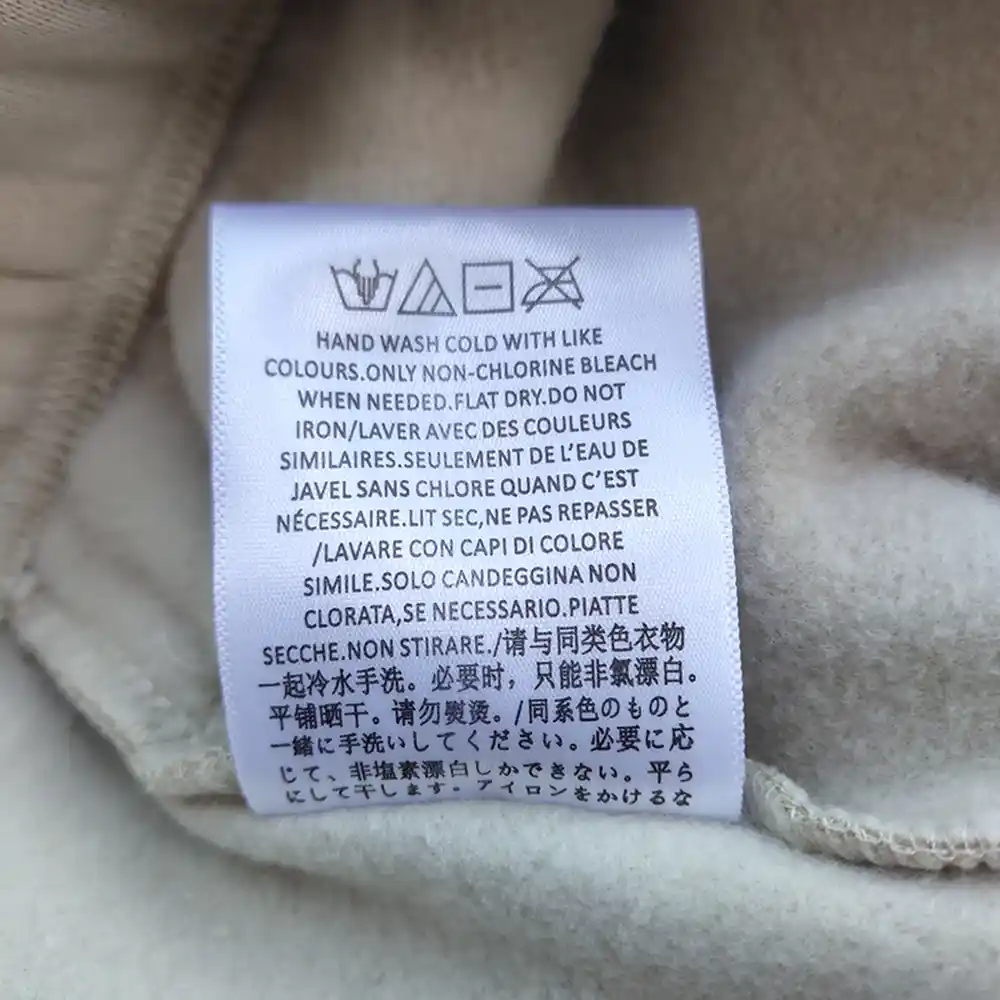 HAND WASH COLD WITH LIKE
COLOURS.ONLY NON-CHLORINE BLEACH
WHEN NEEDED.FLAT DRY.DO NOT
IRON/LAVER AVEC DES COULEURS
SIMILAIRES.SEULEMENT DE L'EAU DE
JAVEL SANS CHLORE QUAND C'EST
NÉCESSAIRE.LIT SEC,NE PAS REPASSER
/LAVARE CON CAPI DI COLORE
SIMILE.SOLO CANDEGGINA NON
CLORATA,SE NECESSARIO.PIATTE
SECCHE.NON STIRARE./请与同类色衣物
一起冷水手洗。必要时，只能非氯漂白。
平铺晒干。请勿熨烫。/同系色のものと
一緒に手洗いしてください。必要に応
じて、非塩素漂白しかできない。平ら
にして干します。アイロンをかけるな